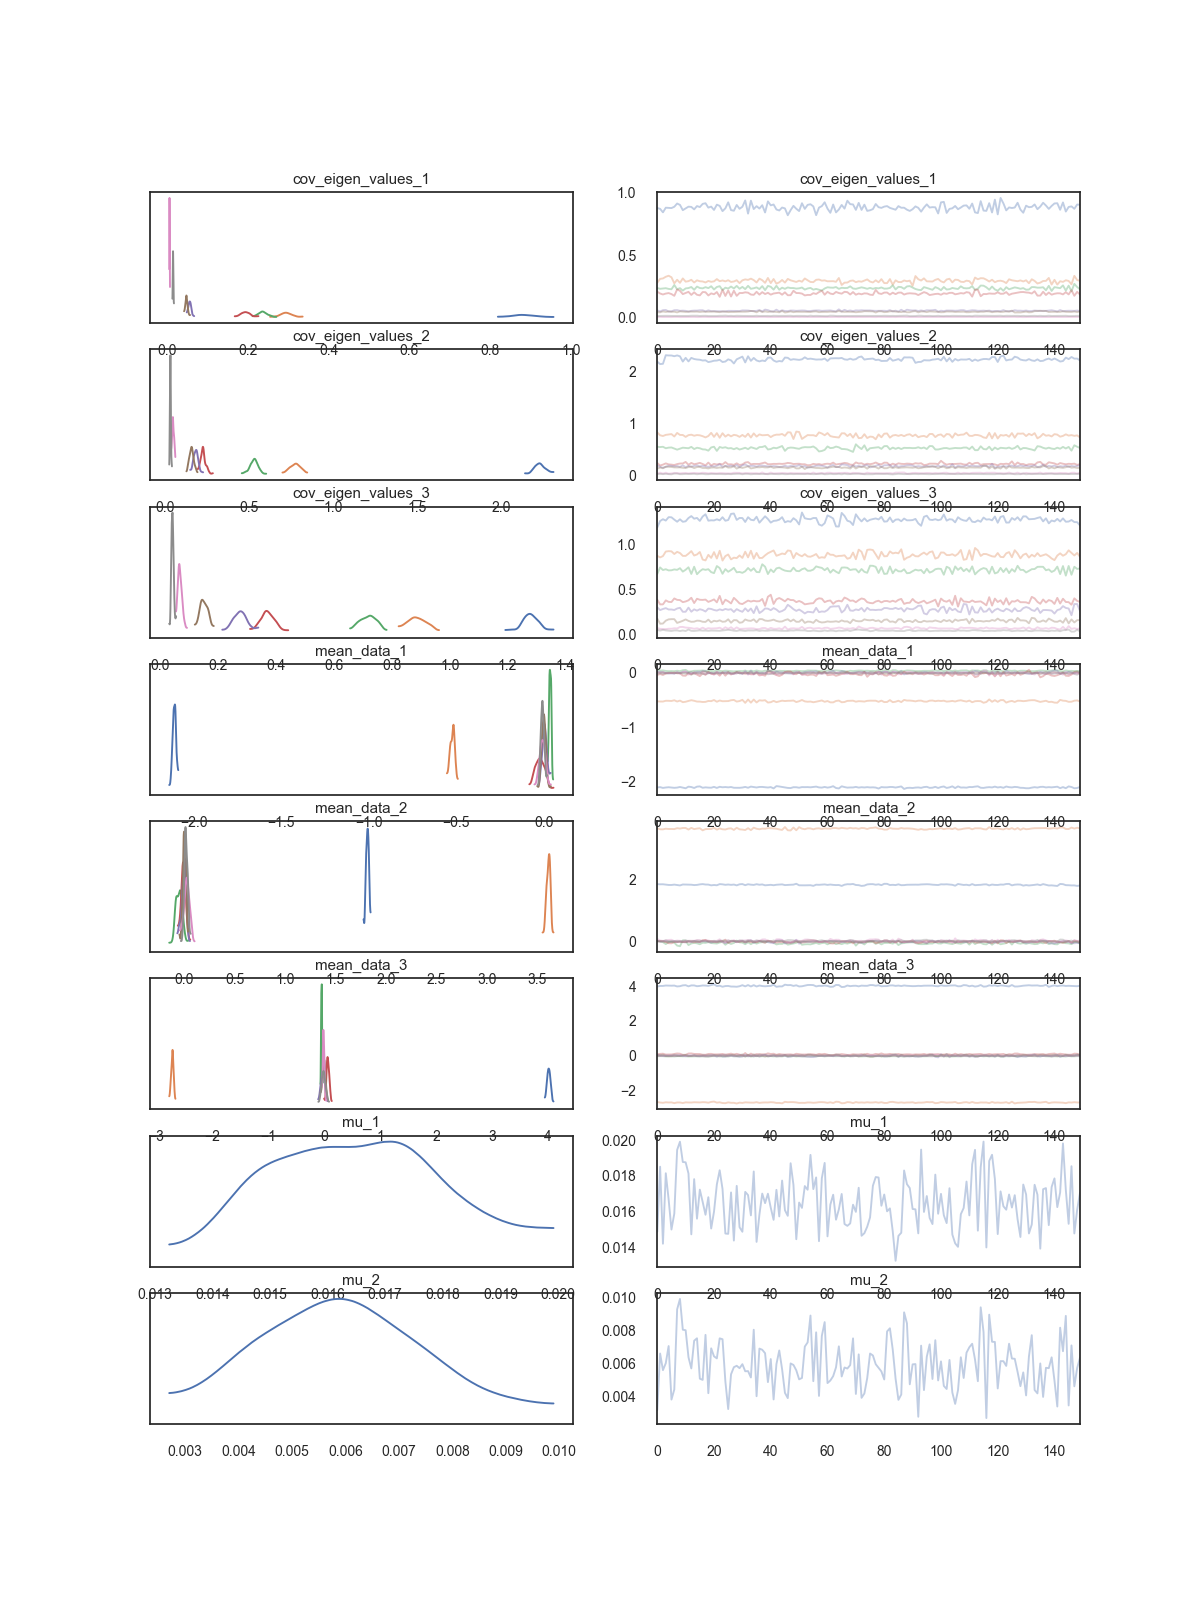 cov_eigen_values_1 cov_eigen_values_1
1.0
0.5
0.0
0.0 0.2 0.4 0.6 0.8 1.0 0 20 40 60 80 100 120 140
cov_eigen_values_2 cov_eigen_values_2
2
1
0
0.0 0.5 1.0 1.5 2.0 0 20 40 60 80 100 120 140
cov_eigen_values_3 cov_eigen_values_3
1.0
0.5
0.0
0.0 0.2 0.4 0.6 0.8 1.0 1.2 1.4 0 20 40 60 80 100 120 140
mean_data_1 mean_data_1
0
−1
−2
−2.0 −1.5 −1.0 −0.5 0.0 0 20 40 60 80 100 120 140
mean_data_2 mean_data_2
2
0
0.0 0.5 1.0 1.5 2.0 2.5 3.0 3.5 0 20 40 60 80 100 120 140
mean_data_3 mean_data_3
4
2
0
−2
−3 −2 −1 0 1 2 3 4 0 20 40 60 80 100 120 140
mu_1 mu_1
0.020
0.018
0.016
0.014
0.013 0.014 0.015 0.016 0.017 0.018 0.019 0.020 0 20 40 60 80 100 120 140
mu_2 mu_2
0.010
0.008
0.006
0.004
0.003 0.004 0.005 0.006 0.007 0.008 0.009 0.010 0 20 40 60 80 100 120 140